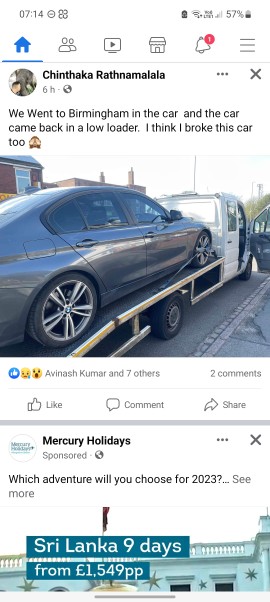 07:14 57%
1
Chinthaka Rathnamalala
6 h ·
We Went to Birmingham in the car and the car
came back in a low loader. I think I broke this car
too 🙈
Avinash Kumar and 7 others 2 comments
Like Comment Share
Mercury Holidays
Sponsored ·
Which adventure will you choose for 2023?... See
more
Sri Lanka 9 days
from £1,549pp